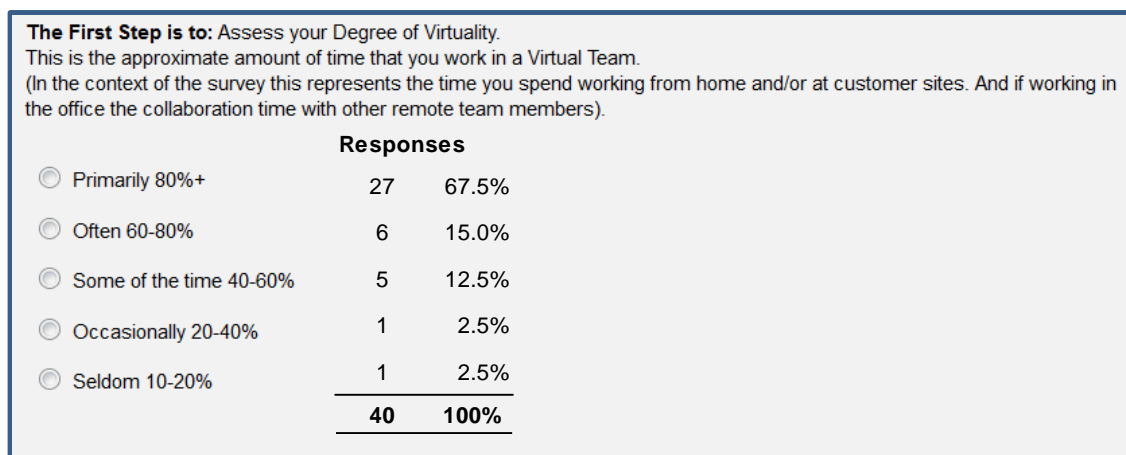 The First Step is to: Assess your Degree of Virtuality.
This is the approximate amount of time that you work in a Virtual Team.
(In the context of the survey this represents the time you spend working from home and/or at customer sites. And if working in
the office the collaboration time with other remote team members).
Responses
Primarily 80%+ 27 67.5%
Often 60-80% 6 15.0%
Some of the time 40-60% 5 12.5%
Occasionally 20-40% 1 2.5%
Seldom 10-20% 1 2.5%
40 100%